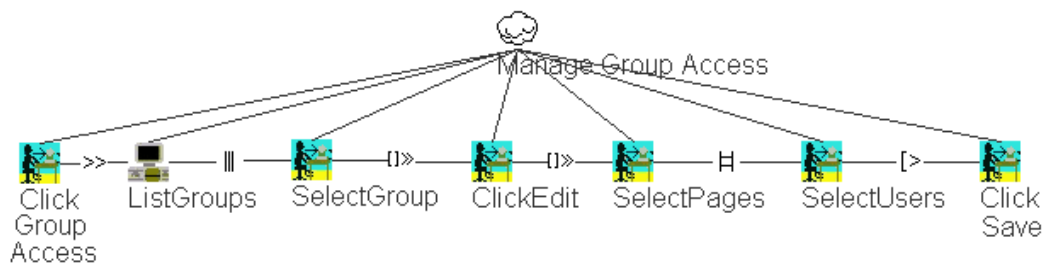 Manage Group Access
>> ||| []>> []>> |=| [>
Click ListGroups SelectGroup ClickEdit SelectPages SelectUsers Click
Group Save
Access